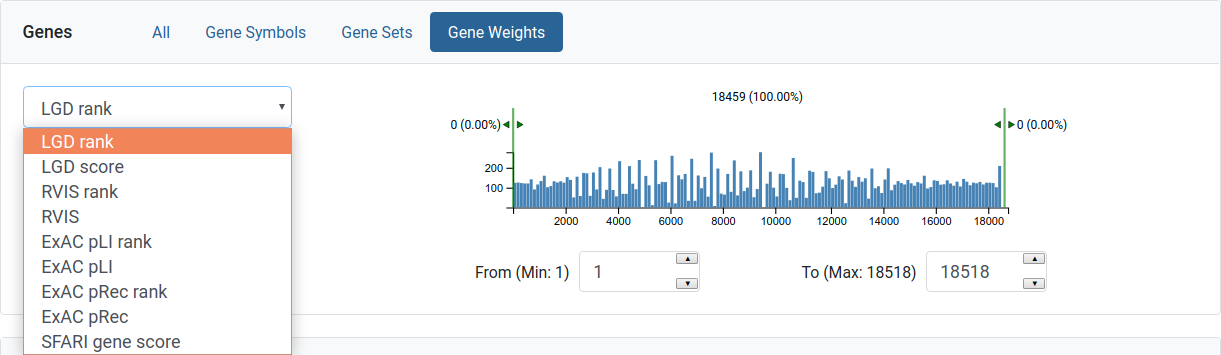 Genes All Gene Symbols Gene Sets Gene Weights
LGD rank
LGD rank
LGD score
RVIS rank
RVIS
ExAC pLI rank
ExAC pLI
ExAC pRec rank
ExAC pRec
SFARI gene score
18459 (100.00%)
0 (0.00%) 0 (0.00%)
200
100
2000 4000 6000 8000 10000 12000 14000 16000 18000
From (Min: 1) 1 To (Max: 18518) 18518